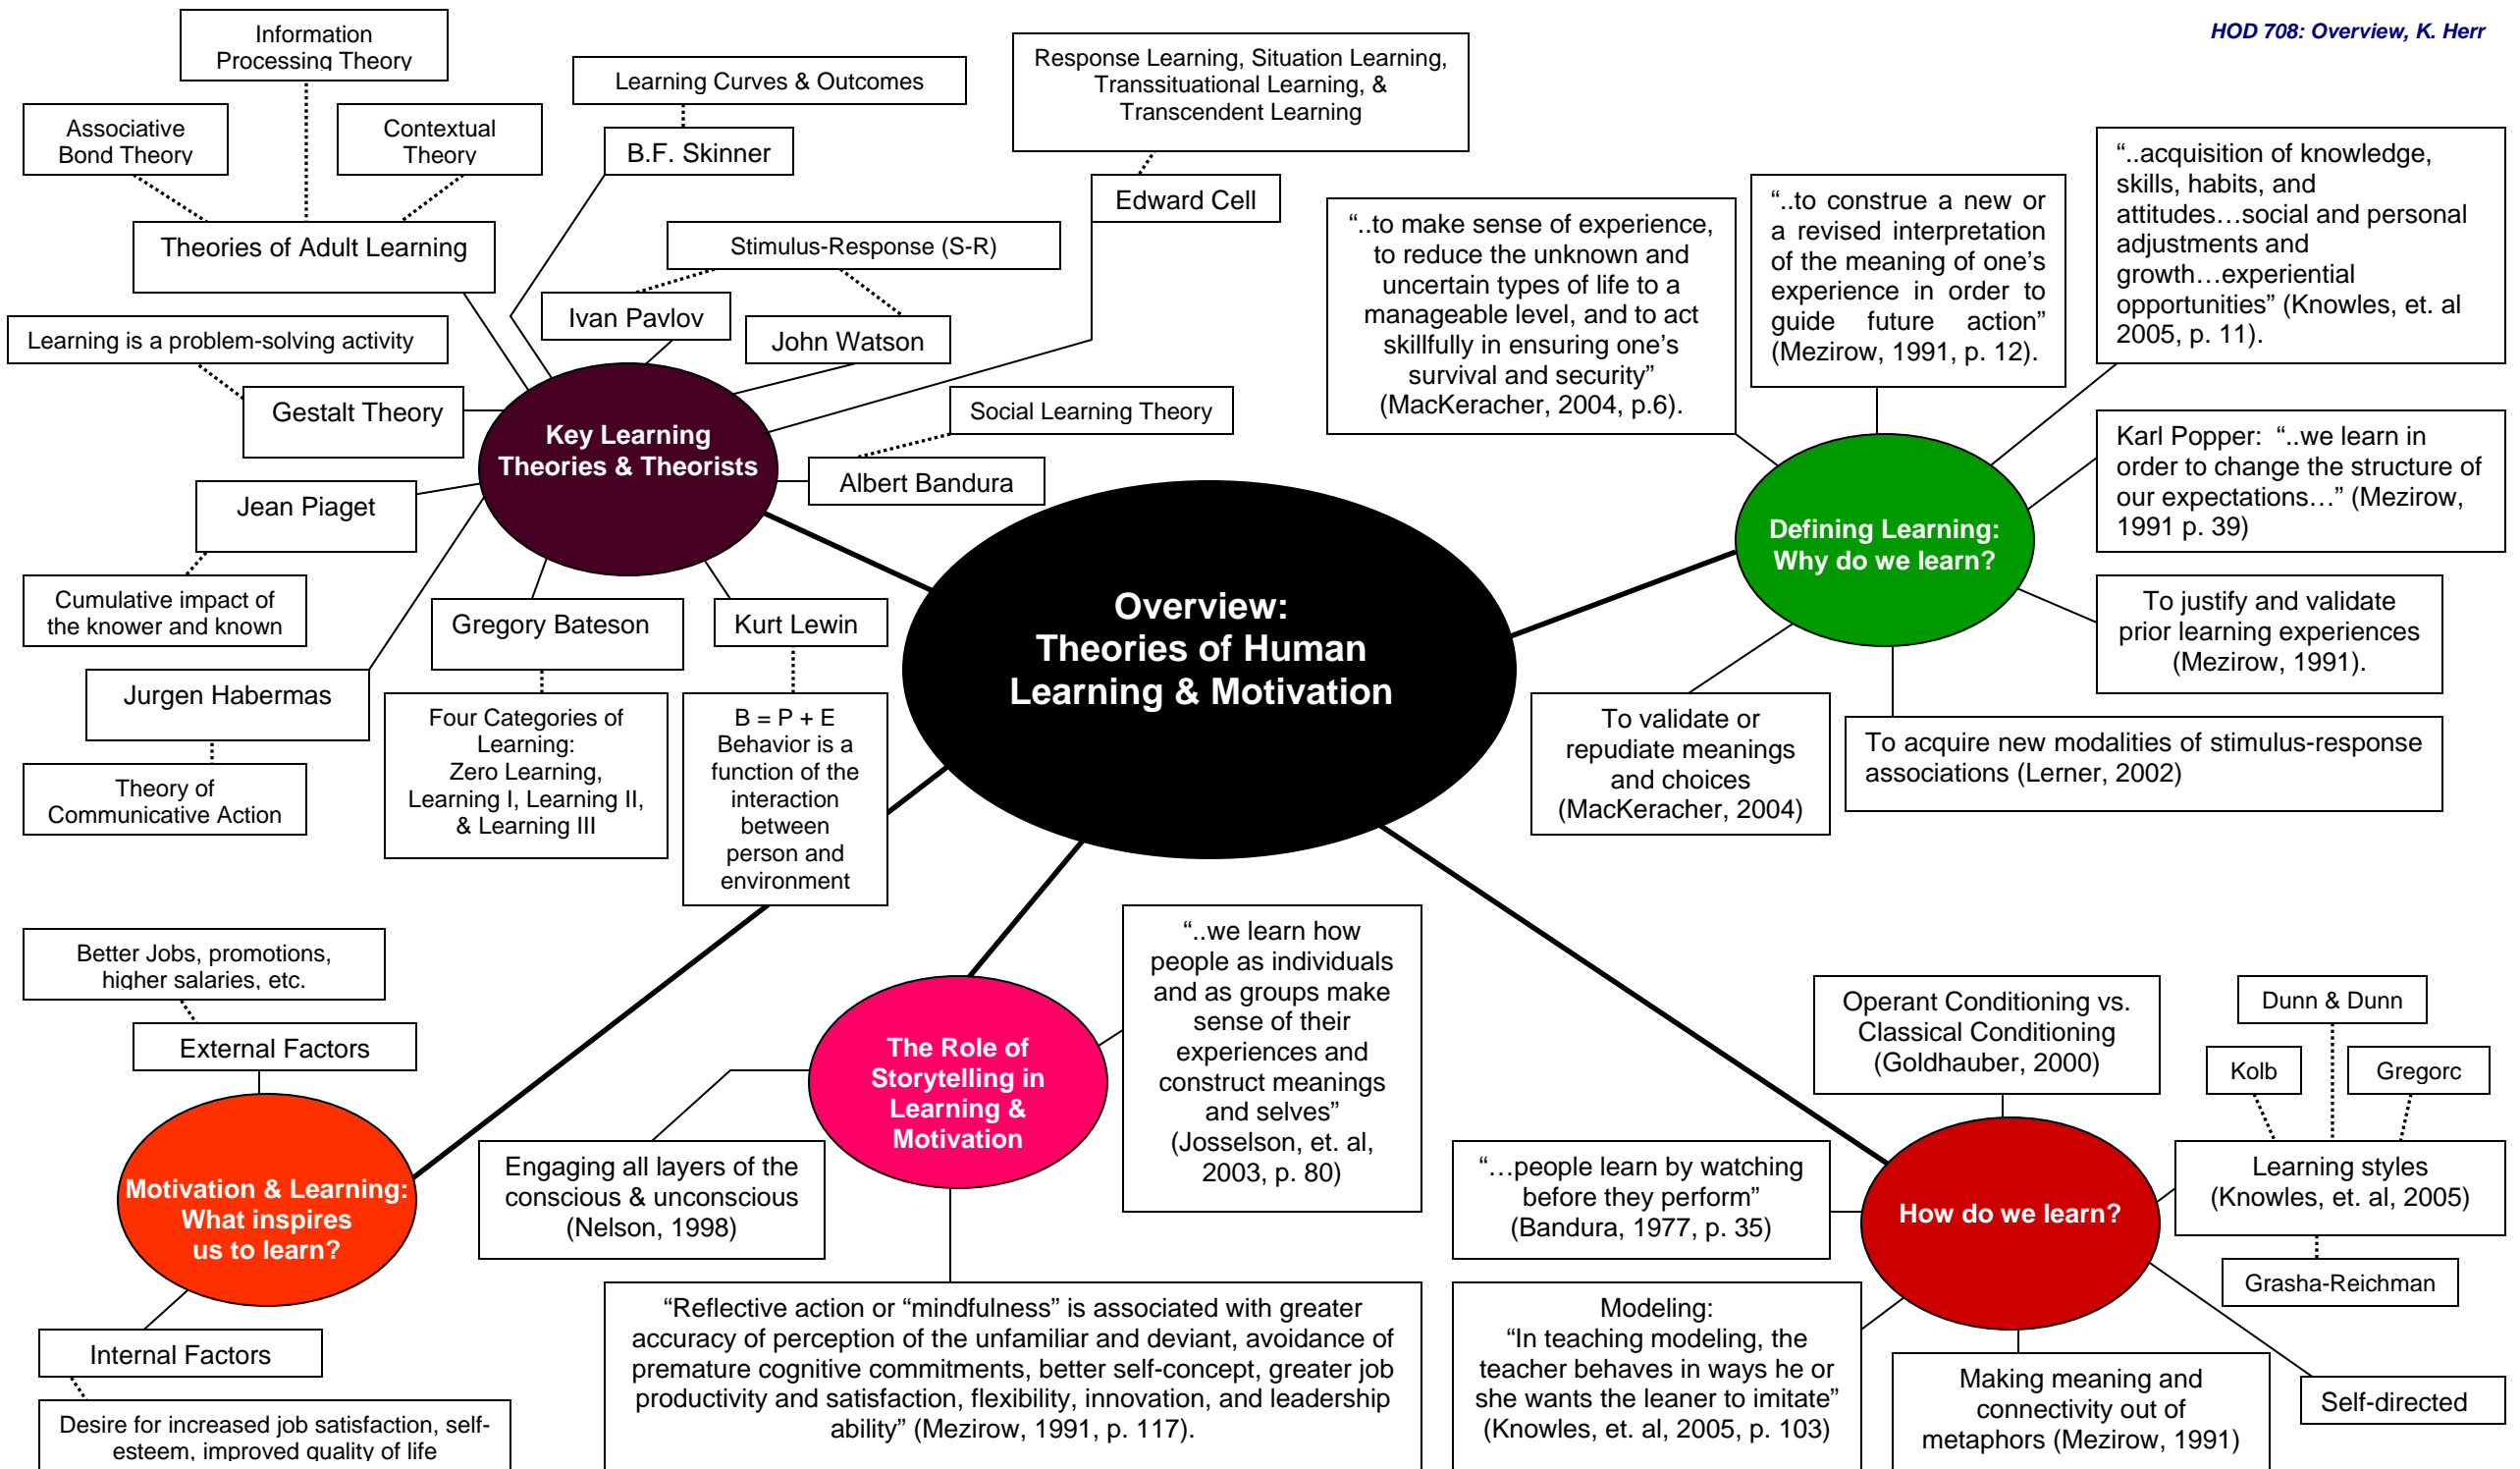 HOD 708: Overview, K. Herr
Information
Processing Theory
Associative
Bond Theory
Contextual
Theory
Theories of Adult Learning
Learning Curves & Outcomes
B.F. Skinner
Response Learning, Situation Learning,
Transsituational Learning, &
Transcendent Learning
Edward Cell
Stimulus-Response (S-R)
Ivan Pavlov
John Watson
Learning is a problem-solving activity
Gestalt Theory
Key Learning
Theories & Theorists
Social Learning Theory
Albert Bandura
Jean Piaget
Cumulative impact of
the knower and known
Jurgen Habermas
Theory of
Communicative Action
Gregory Bateson
Four Categories of
Learning:
Zero Learning,
Learning I, Learning II,
& Learning III
Kurt Lewin
B = P + E
Behavior is a
function of the
interaction
between
person and
environment
Overview:
Theories of Human
Learning & Motivation
“..to make sense of experience,
to reduce the unknown and
uncertain types of life to a
manageable level, and to act
skillfully in ensuring one’s
survival and security”
(MacKeracher, 2004, p.6).
“..to construe a new or
a revised interpretation
of the meaning of one’s
experience in order to
guide future action”
(Mezirow, 1991, p. 12).
“..acquisition of knowledge,
skills, habits, and
attitudes…social and personal
adjustments and
growth…experiential
opportunities” (Knowles, et. al
2005, p. 11).
Karl Popper: “..we learn in
order to change the structure of
our expectations…” (Mezirow,
1991 p. 39)
Defining Learning:
Why do we learn?
To justify and validate
prior learning experiences
(Mezirow, 1991).
To validate or
repudiate meanings
and choices
(MacKeracher, 2004)
To acquire new modalities of stimulus-response
associations (Lerner, 2002)
Better Jobs, promotions,
higher salaries, etc.
External Factors
Motivation & Learning:
What inspires
us to learn?
Internal Factors
Desire for increased job satisfaction, self-
esteem, improved quality of life
The Role of
Storytelling in
Learning &
Motivation
“..we learn how
people as individuals
and as groups make
sense of their
experiences and
construct meanings
and selves”
(Josselson, et. al,
2003, p. 80)
Engaging all layers of the
conscious & unconscious
(Nelson, 1998)
“Reflective action or “mindfulness” is associated with greater
accuracy of perception of the unfamiliar and deviant, avoidance of
premature cognitive commitments, better self-concept, greater job
productivity and satisfaction, flexibility, innovation, and leadership
ability” (Mezirow, 1991, p. 117).
Operant Conditioning vs.
Classical Conditioning
(Goldhauber, 2000)
Dunn & Dunn
Kolb
Gregorc
Learning styles
(Knowles, et. al, 2005)
Grasha-Reichman
“…people learn by watching
before they perform”
(Bandura, 1977, p. 35)
How do we learn?
Modeling:
“In teaching modeling, the
teacher behaves in ways he or
she wants the leaner to imitate”
(Knowles, et. al, 2005, p. 103)
Making meaning and
connectivity out of
metaphors (Mezirow, 1991)
Self-directed